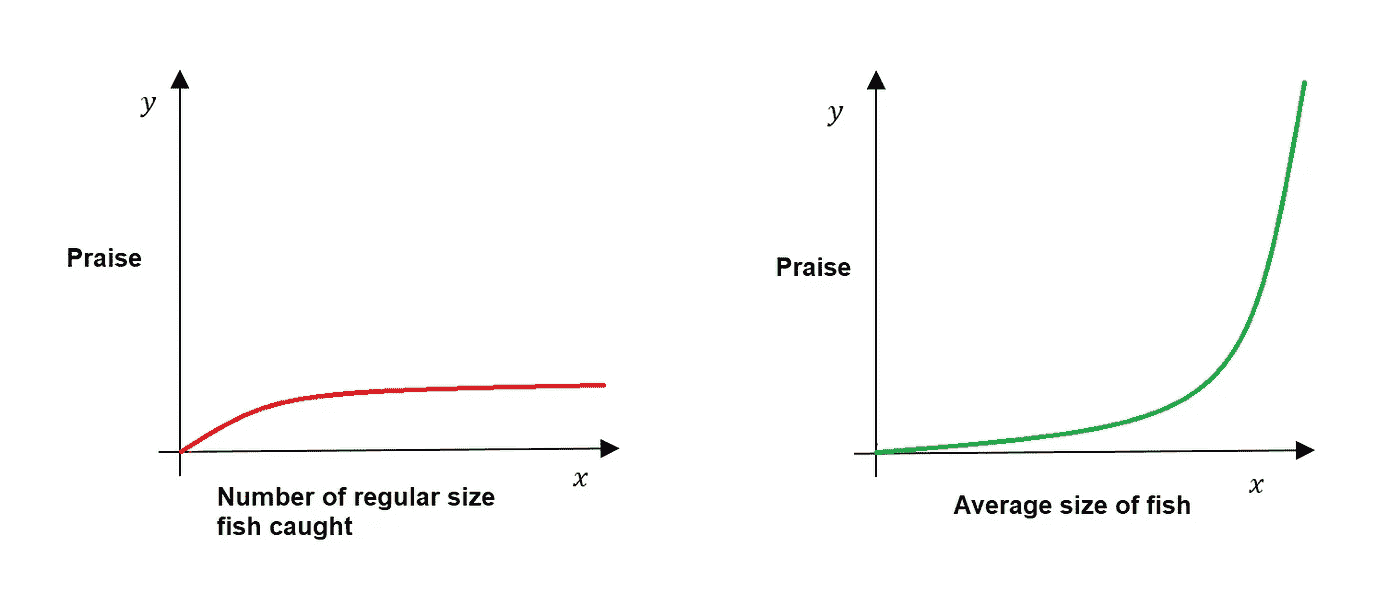 y
Praise
x
Number of regular size
fish caught
y
Praise
x
Average size of fish